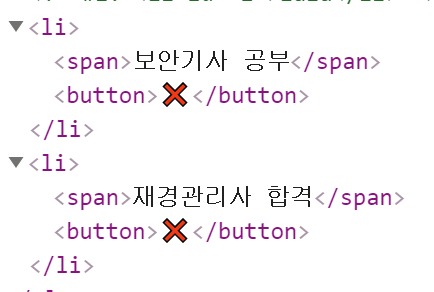 ▼<li>
<span>보안기사 공부</span>
<button>❌</button>
</li>
▼<li>
<span>재경관리사 합격</span>
<button>❌</button>
</li>